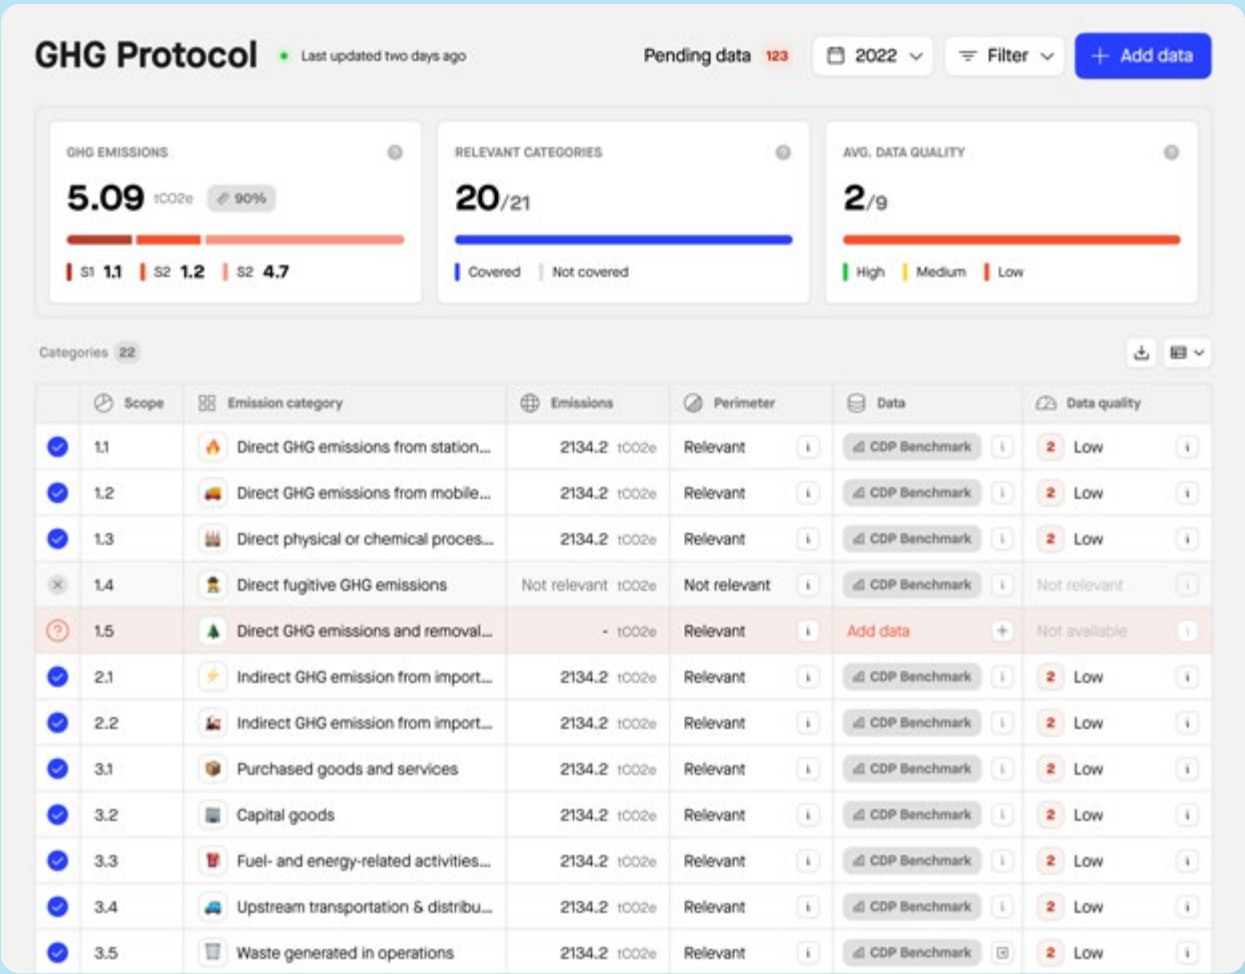 GHG Protocol Last updated two days ago Pending data 123 2022 Filter + Add data
GHG EMISSIONS ? RELEVANT CATEGORIES ? AVG. DATA QUALITY ?
5.09 tCO2e 90% 20/21 2/9
S1 1.1 S2 1.2 S2 4.7 Covered Not covered High Medium Low
Categories 22
Scope Emission category Emissions Perimeter Data Data quality
1.1 Direct GHG emissions from station... 2134.2 tCO2e Relevant i CDP Benchmark i 2 Low i
1.2 Direct GHG emissions from mobile... 2134.2 tCO2e Relevant i CDP Benchmark i 2 Low i
1.3 Direct physical or chemical proces... 2134.2 tCO2e Relevant i CDP Benchmark i 2 Low i
1.4 Direct fugitive GHG emissions Not relevant tCO2e Not relevant i CDP Benchmark i Not relevant i
? 1.5 Direct GHG emissions and removal... - tCO2e Relevant i Add data + Not available i
2.1 Indirect GHG emission from import... 2134.2 tCO2e Relevant i CDP Benchmark i 2 Low i
2.2 Indirect GHG emission from import... 2134.2 tCO2e Relevant i CDP Benchmark i 2 Low i
3.1 Purchased goods and services 2134.2 tCO2e Relevant i CDP Benchmark i 2 Low i
3.2 Capital goods 2134.2 tCO2e Relevant i CDP Benchmark i 2 Low i
3.3 Fuel- and energy-related activities... 2134.2 tCO2e Relevant i CDP Benchmark i 2 Low i
3.4 Upstream transportation & distribu... 2134.2 tCO2e Relevant i CDP Benchmark i 2 Low i
3.5 Waste generated in operations 2134.2 tCO2e Relevant i CDP Benchmark 2 Low i